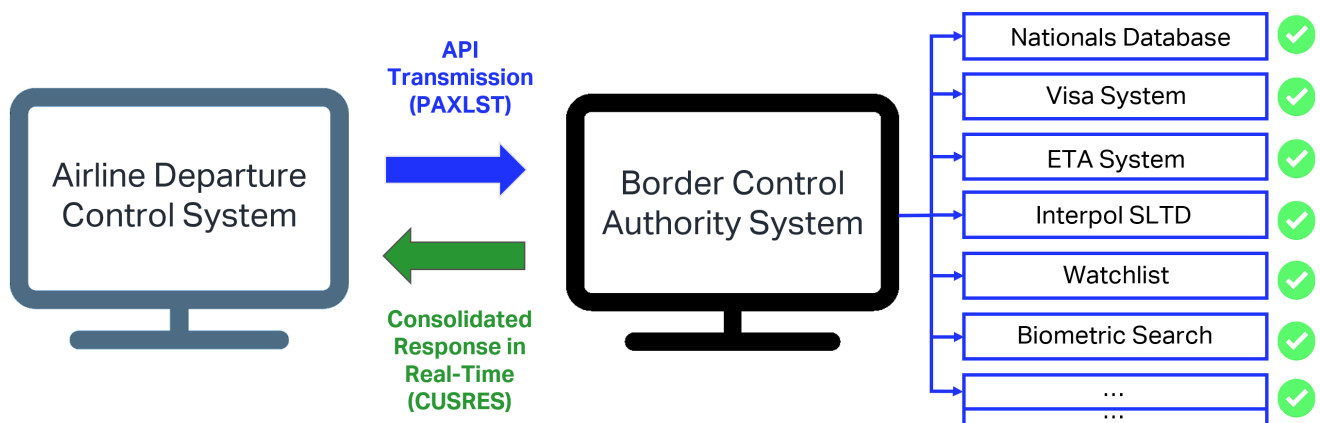 Airline Departure
Control System
API
Transmission
(PAXLST)
Consolidated
Response in
Real-Time
(CUSRES)
Border Control
Authority System
Nationals Database
Visa System
ETA System
Interpol SLTD
Watchlist
Biometric Search
...
...